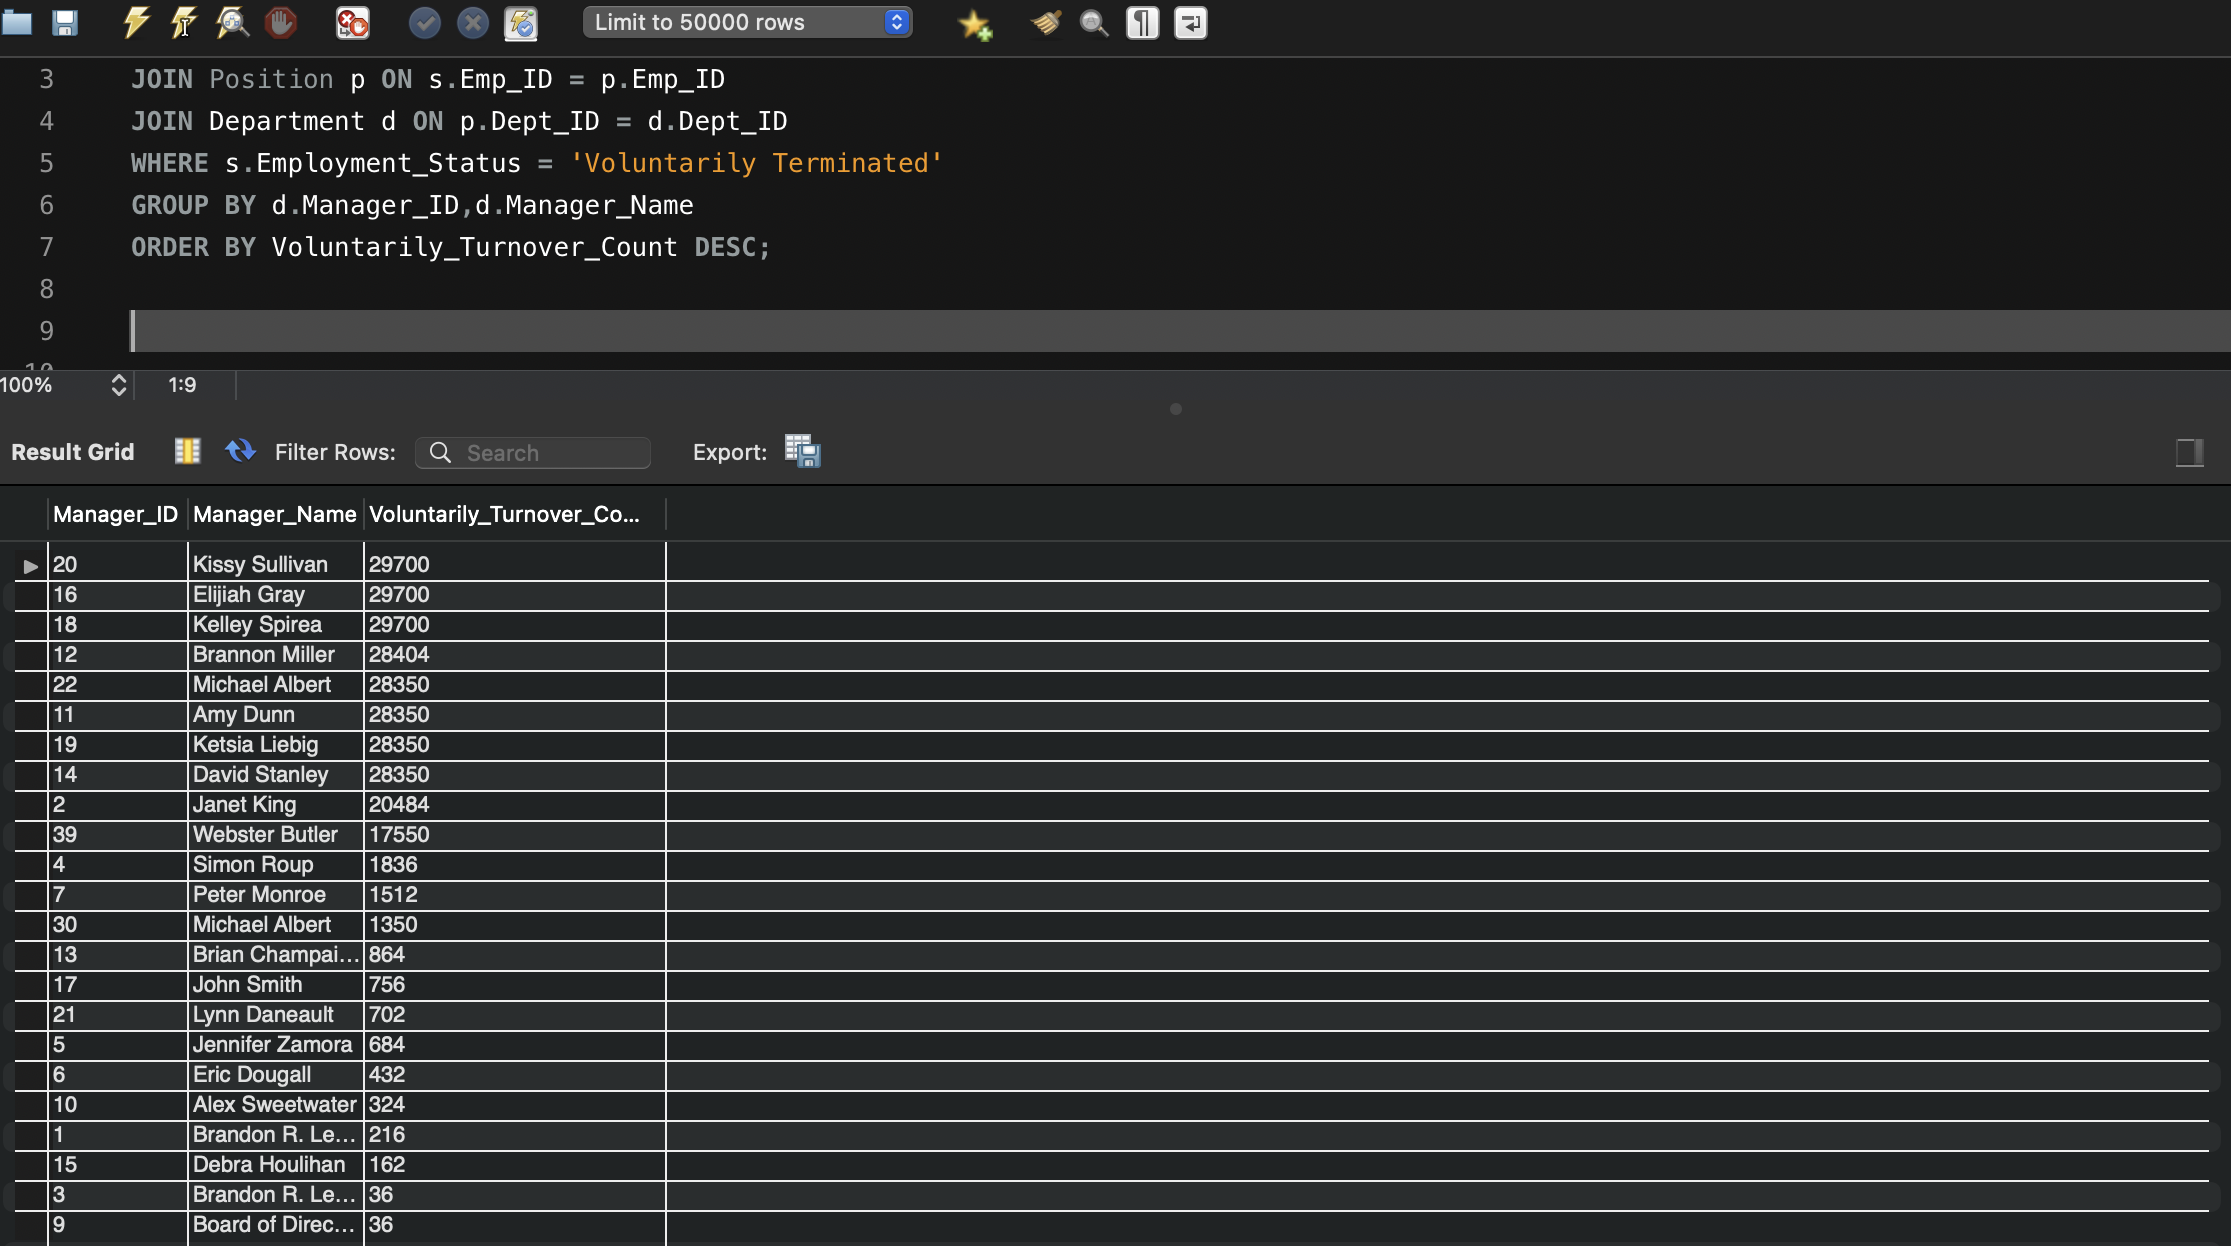 Limit to 50000 rows
3 JOIN Position p ON s.Emp_ID = p.Emp_ID
4 JOIN Department d ON p.Dept_ID = d.Dept_ID
5 WHERE s.Employment_Status = 'Voluntarily Terminated'
6 GROUP BY d.Manager_ID,d.Manager_Name
7 ORDER BY Voluntarily_Turnover_Count DESC;
8
9
10
100% 1:9
Result Grid Filter Rows: Search Export:
Manager_ID Manager_Name Voluntarily_Turnover_Co...
20 Kissy Sullivan 29700
16 Elijiah Gray 29700
18 Kelley Spirea 29700
12 Brannon Miller 28404
22 Michael Albert 28350
11 Amy Dunn 28350
19 Ketsia Liebig 28350
14 David Stanley 28350
2 Janet King 20484
39 Webster Butler 17550
4 Simon Roup 1836
7 Peter Monroe 1512
30 Michael Albert 1350
13 Brian Champai... 864
17 John Smith 756
21 Lynn Daneault 702
5 Jennifer Zamora 684
6 Eric Dougall 432
10 Alex Sweetwater 324
1 Brandon R. Le... 216
15 Debra Houlihan 162
3 Brandon R. Le... 36
9 Board of Direc... 36